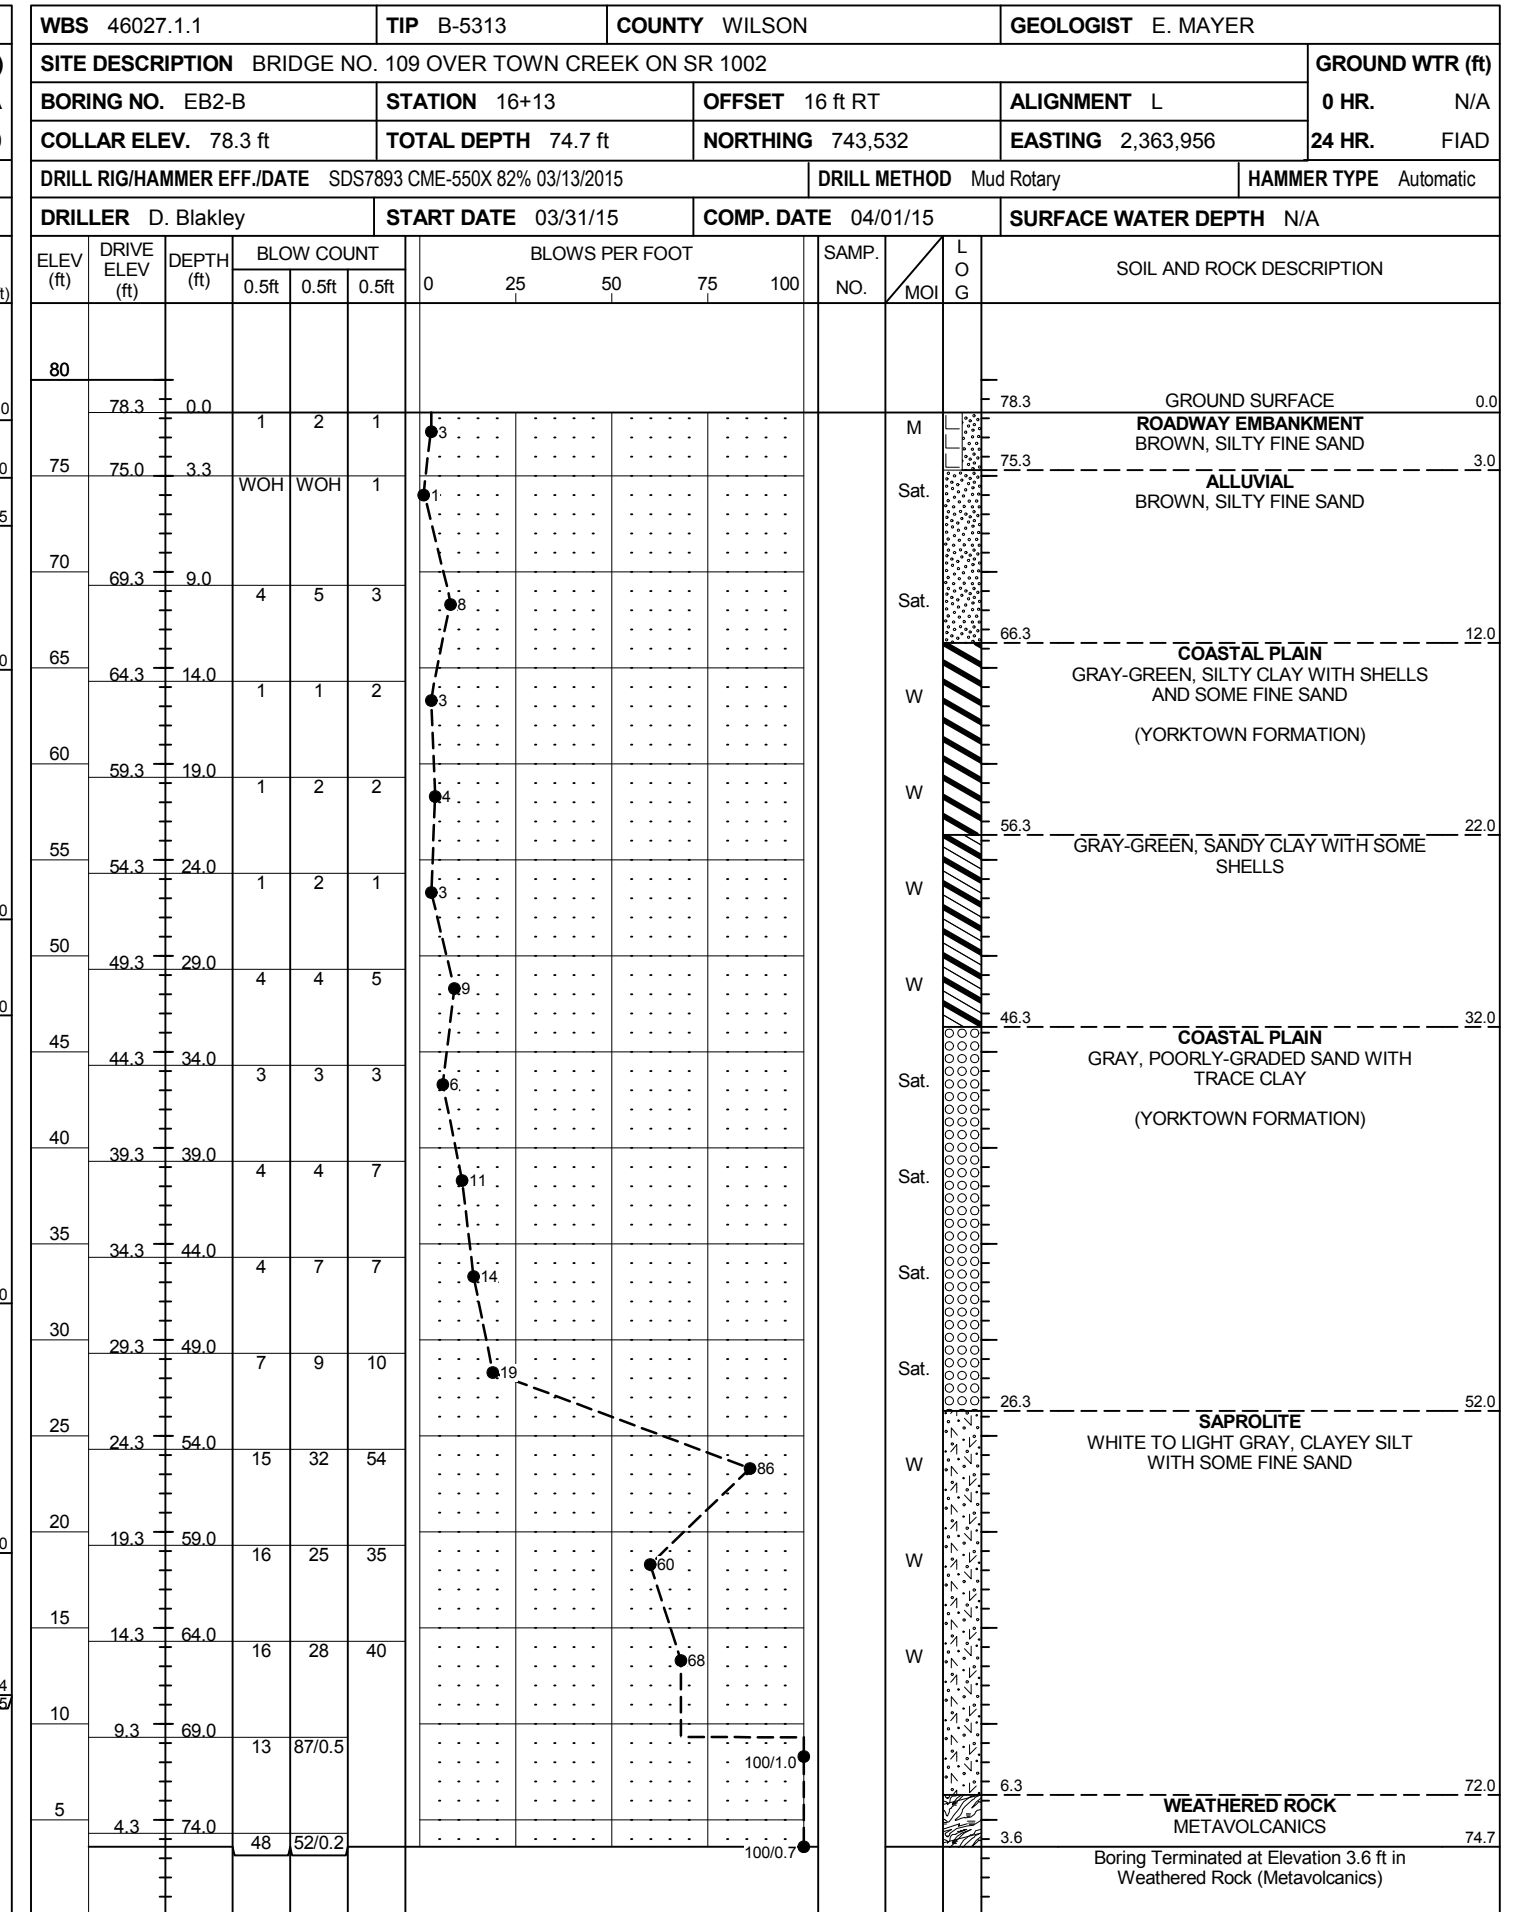 WBS 46027.1.1 TIP B-5313 COUNTY WILSON GEOLOGIST E. MAYER
SITE DESCRIPTION BRIDGE NO. 109 OVER TOWN CREEK ON SR 1002 GROUND WTR (ft)
BORING NO. EB2-B STATION 16+13 OFFSET 16 ft RT ALIGNMENT L 0 HR. N/A
COLLAR ELEV. 78.3 ft TOTAL DEPTH 74.7 ft NORTHING 743,532 EASTING 2,363,956 24 HR. FIAD
DRILL RIG/HAMMER EFF./DATE SDS7893 CME-550X 82% 03/13/2015 DRILL METHOD Mud Rotary HAMMER TYPE Automatic
DRILLER D. Blakley START DATE 03/31/15 COMP. DATE 04/01/15 SURFACE WATER DEPTH N/A
ELEV (ft) DRIVE ELEV (ft) DEPTH (ft) BLOW COUNT BLOWS PER FOOT SAMP. NO. MOI LOG SOIL AND ROCK DESCRIPTION
0.5ft 0.5ft 0.5ft 0 25 50 75 100
80
78.3 GROUND SURFACE 0.0
78.3 0.0 1 2 1 3 M ROADWAY EMBANKMENT
BROWN, SILTY FINE SAND
75 75.3 3.0
75.0 3.3 WOH WOH 1 1 Sat. ALLUVIAL
BROWN, SILTY FINE SAND
70
69.3 9.0 4 5 3 8 Sat.
66.3 12.0
65 COASTAL PLAIN
64.3 14.0 1 1 2 3 W GRAY-GREEN, SILTY CLAY WITH SHELLS
AND SOME FINE SAND
(YORKTOWN FORMATION)
60
59.3 19.0 1 2 2 4 W
56.3 22.0
55 GRAY-GREEN, SANDY CLAY WITH SOME
SHELLS
54.3 24.0 1 2 1 3 W
50
49.3 29.0 4 4 5 9 W
46.3 32.0
45 COASTAL PLAIN
44.3 34.0 3 3 3 6 Sat. GRAY, POORLY-GRADED SAND WITH
TRACE CLAY
(YORKTOWN FORMATION)
40
39.3 39.0 4 4 7 11 Sat.
35
34.3 44.0 4 7 7 14 Sat.
30
29.3 49.0 7 9 10 19 Sat.
26.3 52.0
25 SAPROLITE
24.3 54.0 15 32 54 86 W WHITE TO LIGHT GRAY, CLAYEY SILT
WITH SOME FINE SAND
20
19.3 59.0 16 25 35 60 W
15
14.3 64.0 16 28 40 68 W
10
9.3 69.0 13 87/0.5 100/1.0
6.3 72.0
5 WEATHERED ROCK
METAVOLCANICS
4.3 74.0 48 52/0.2 100/0.7 3.6 74.7
Boring Terminated at Elevation 3.6 ft in
Weathered Rock (Metavolcanics)